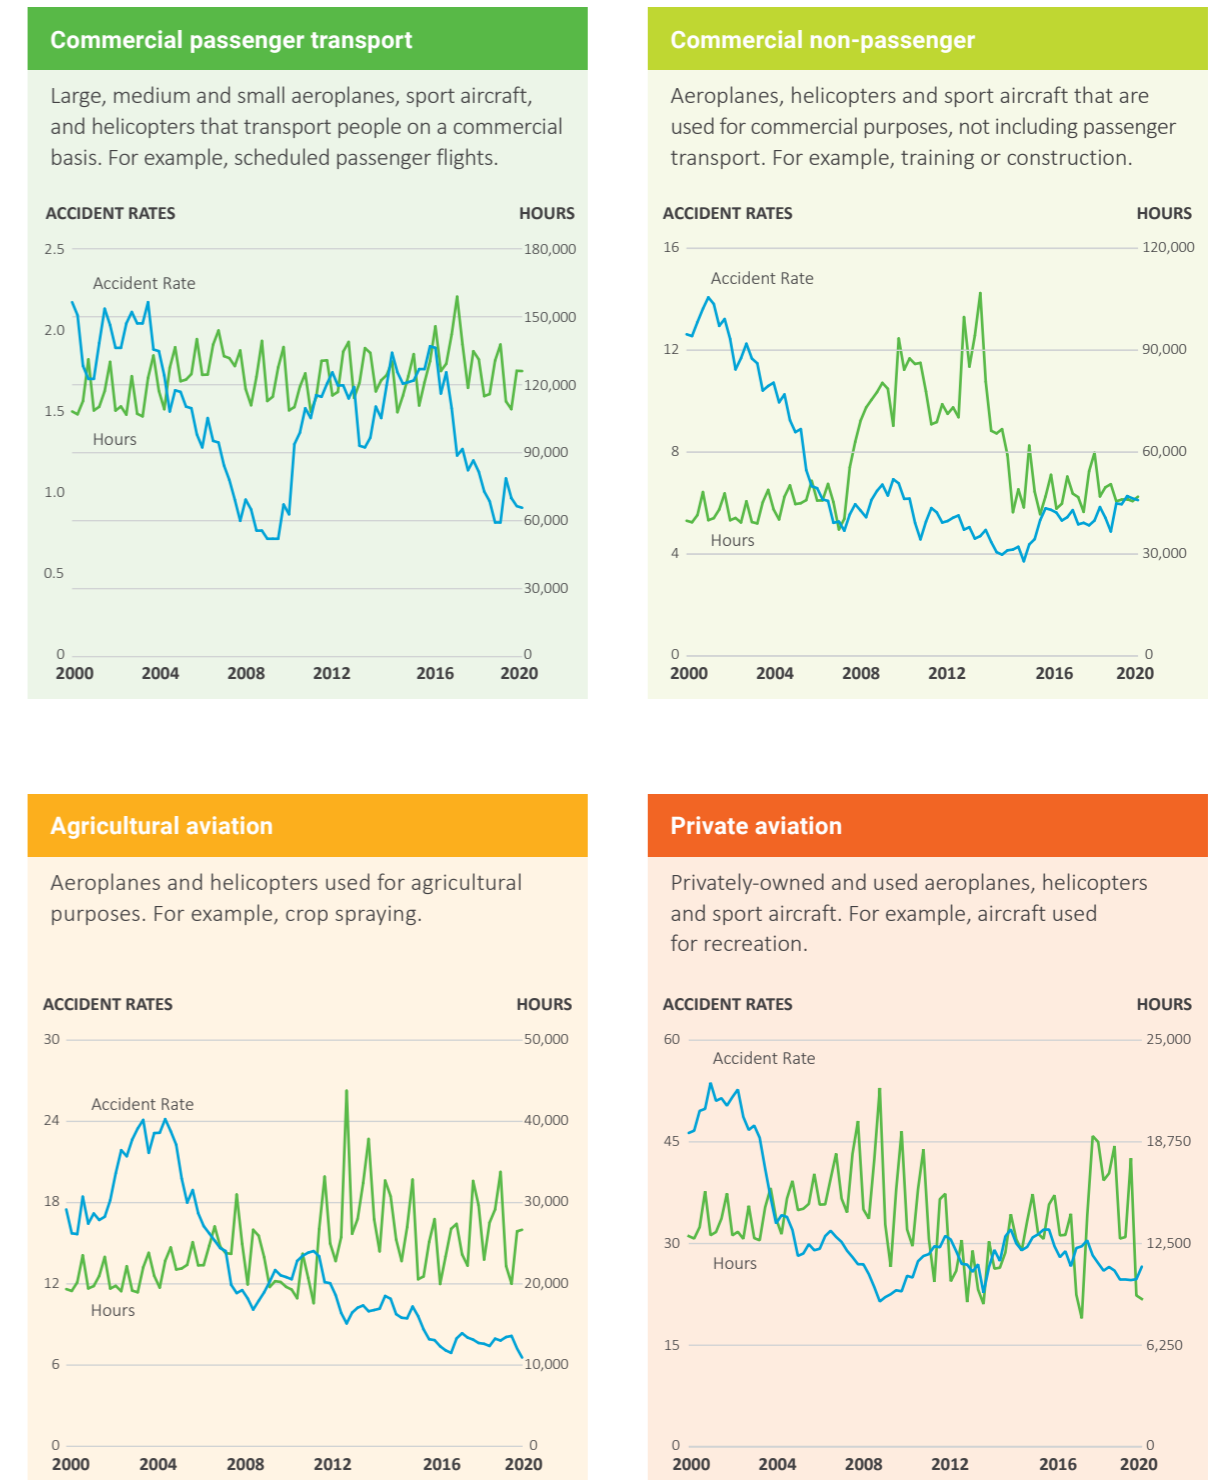 Commercial passenger transport
Large, medium and small aeroplanes, sport aircraft,
and helicopters that transport people on a commercial
basis. For example, scheduled passenger flights.
ACCIDENT RATES HOURS
2.5 180,000
Accident Rate
150,000
2.0
120,000
1.5
Hours
90,000
1.0
60,000
0.5
30,000
0 0
2000 2004 2008 2012 2016 2020
Commercial non-passenger
Aeroplanes, helicopters and sport aircraft that are
used for commercial purposes, not including passenger
transport. For example, training or construction.
ACCIDENT RATES HOURS
16 120,000
Accident Rate
12 90,000
8 60,000
Hours
4 30,000
0 0
2000 2004 2008 2012 2016 2020
Agricultural aviation
Aeroplanes and helicopters used for agricultural
purposes. For example, crop spraying.
ACCIDENT RATES HOURS
30 50,000
Accident Rate
24 40,000
18 30,000
12 20,000
Hours
6 10,000
0 0
2000 2004 2008 2012 2016 2020
Private aviation
Privately-owned and used aeroplanes, helicopters
and sport aircraft. For example, aircraft used
for recreation.
ACCIDENT RATES HOURS
60 25,000
Accident Rate
45 18,750
30 12,500
Hours
15 6,250
0 0
2000 2004 2008 2012 2016 2020